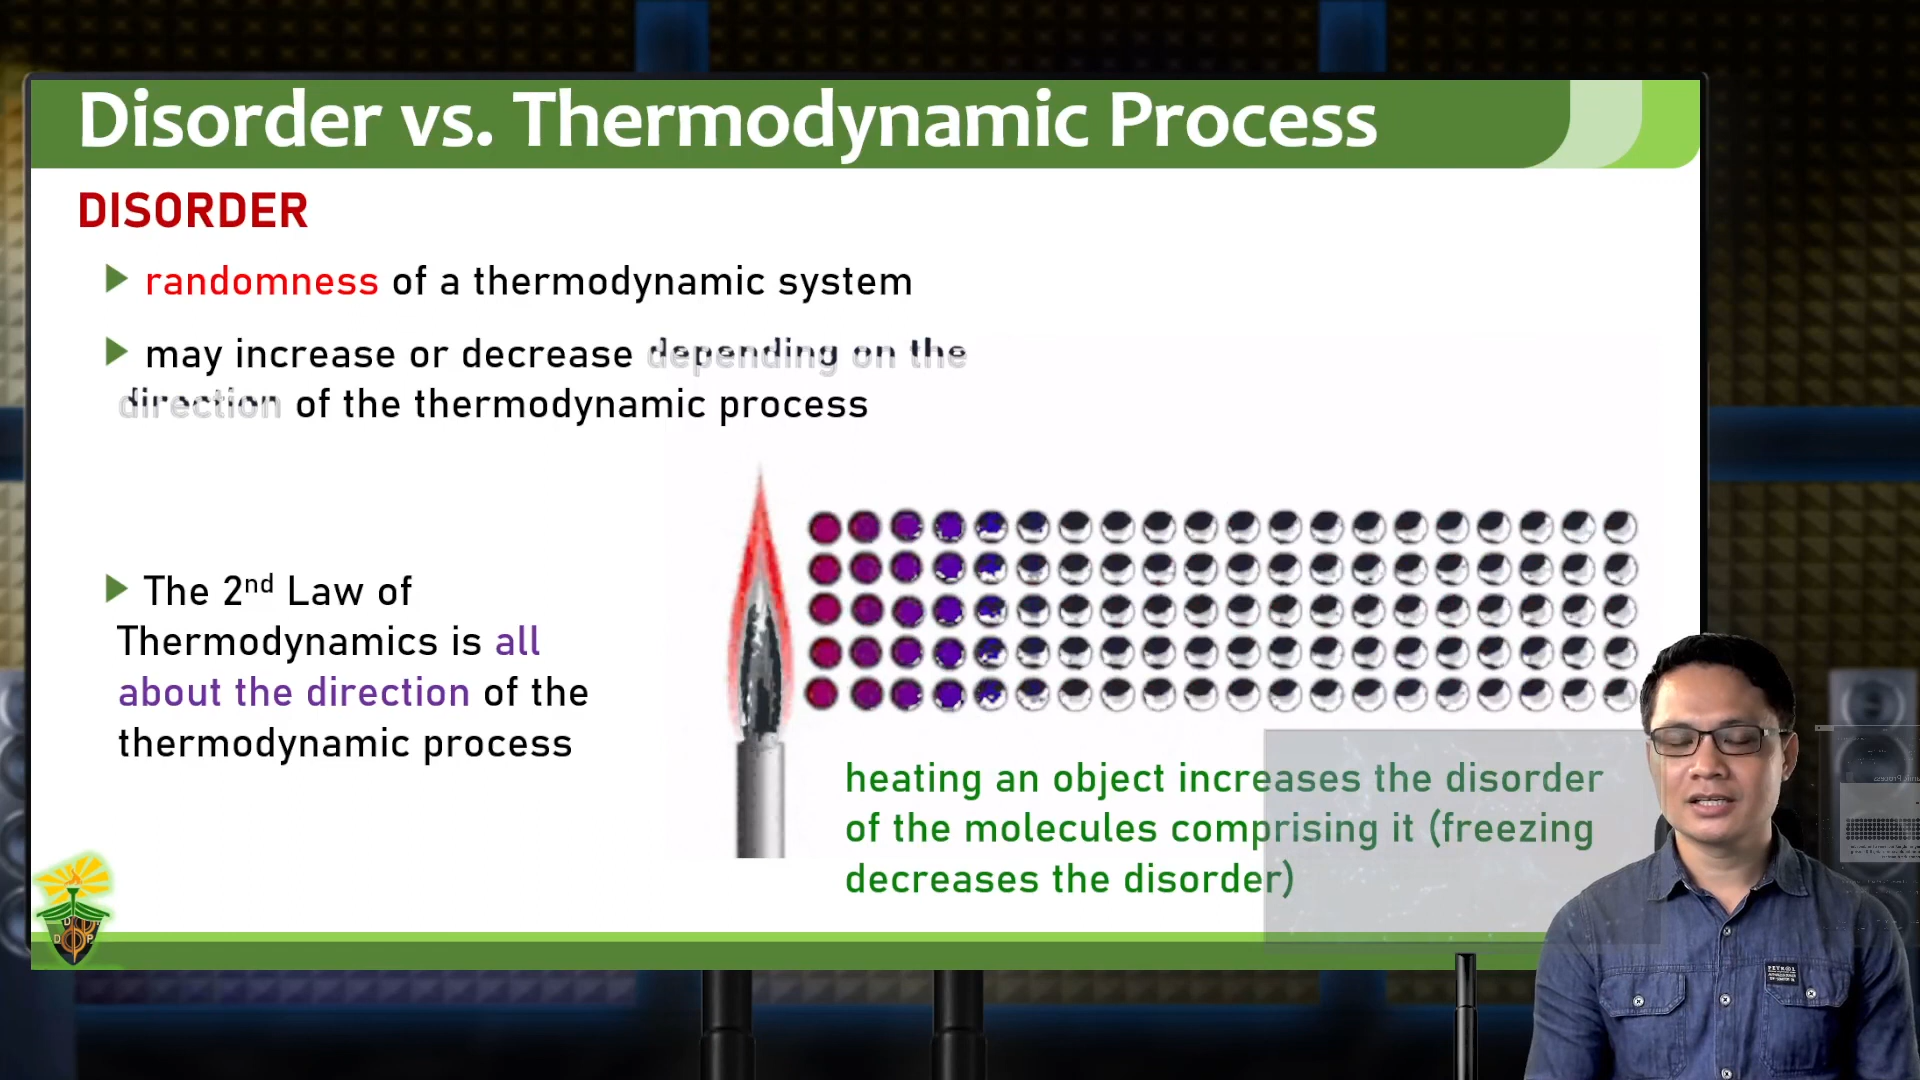 Disorder vs. Thermodynamic Process
DISORDER
randomness of a thermodynamic system
may increase or decrease depending on the
direction of the thermodynamic process
The 2nd Law of
Thermodynamics is all
about the direction of the
thermodynamic process
heating an object increases the disorder
of the molecules comprising it (freezing
decreases the disorder)
PETROL